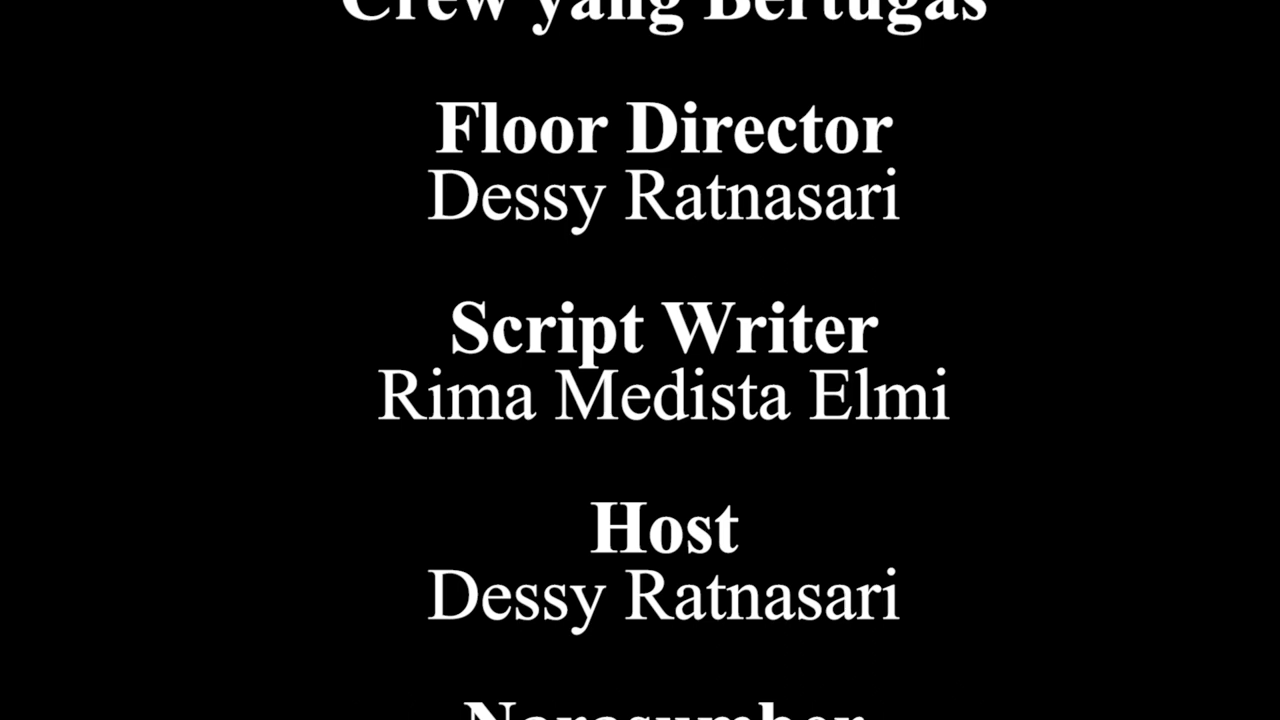 Crew yang Bertugas
Floor Director
Dessy Ratnasari
Script Writer
Rima Medista Elmi
Host
Dessy Ratnasari
Narasumber